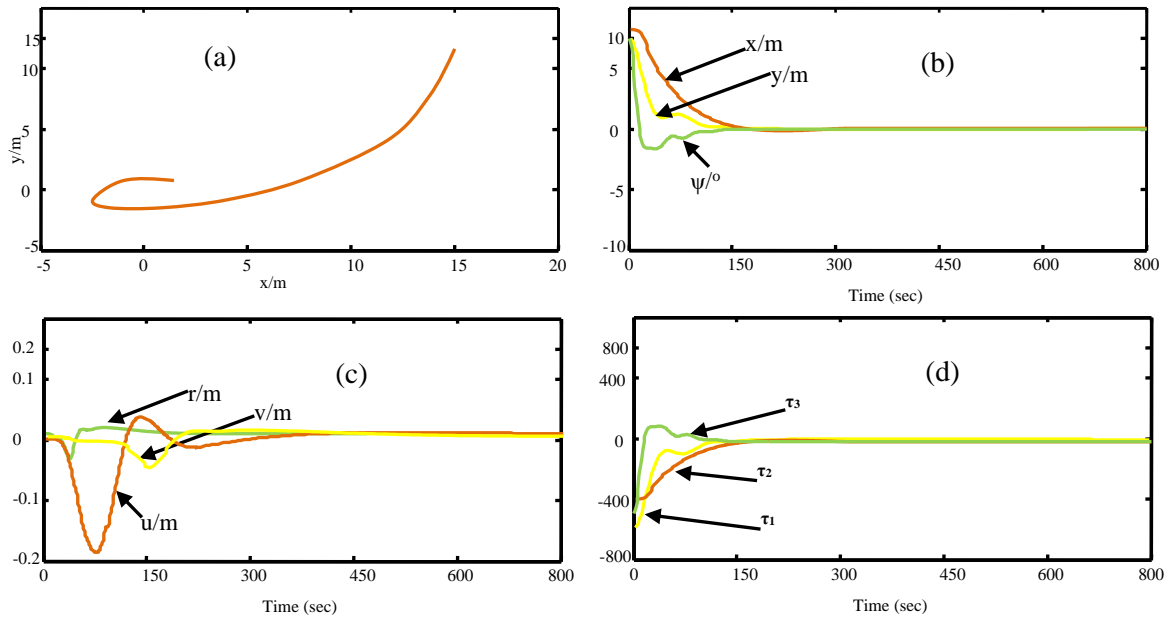 (a)
15
10
5
0
-5
y/m
-5 0 5 10 15 20
x/m
(b)
10
5
0
-5
-10
x/m
y/m
ψ/o
0 150 300 450 600 800
Time (sec)
(c)
0.2
0.1
0
-0.1
-0.2
r/m
v/m
u/m
0 150 300 450 600 800
Time (sec)
(d)
800
400
0
-400
-800
τ3
τ2
τ1
0 150 300 450 600 800
Time (sec)